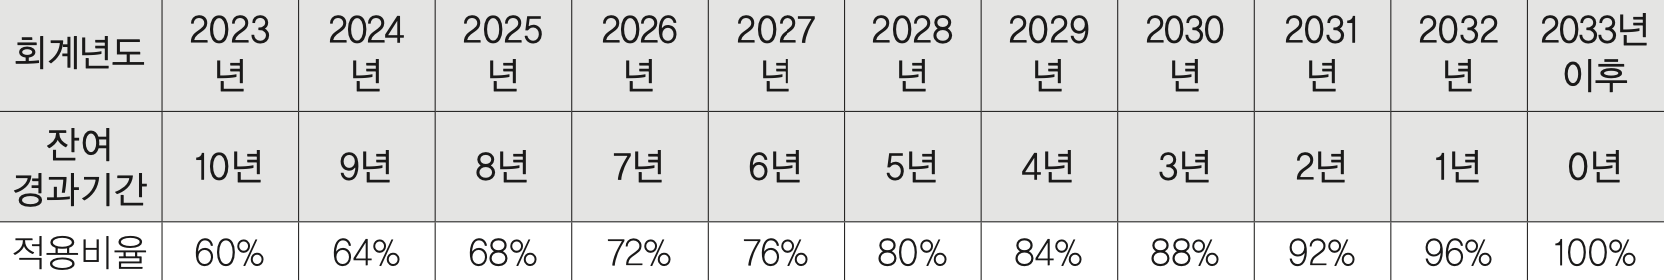 회계년도 2023년 2024년 2025년 2026년 2027년 2028년 2029년 2030년 2031년 2032년 2033년 이후
잔여 경과기간 10년 9년 8년 7년 6년 5년 4년 3년 2년 1년 0년
적용비율 60% 64% 68% 72% 76% 80% 84% 88% 92% 96% 100%